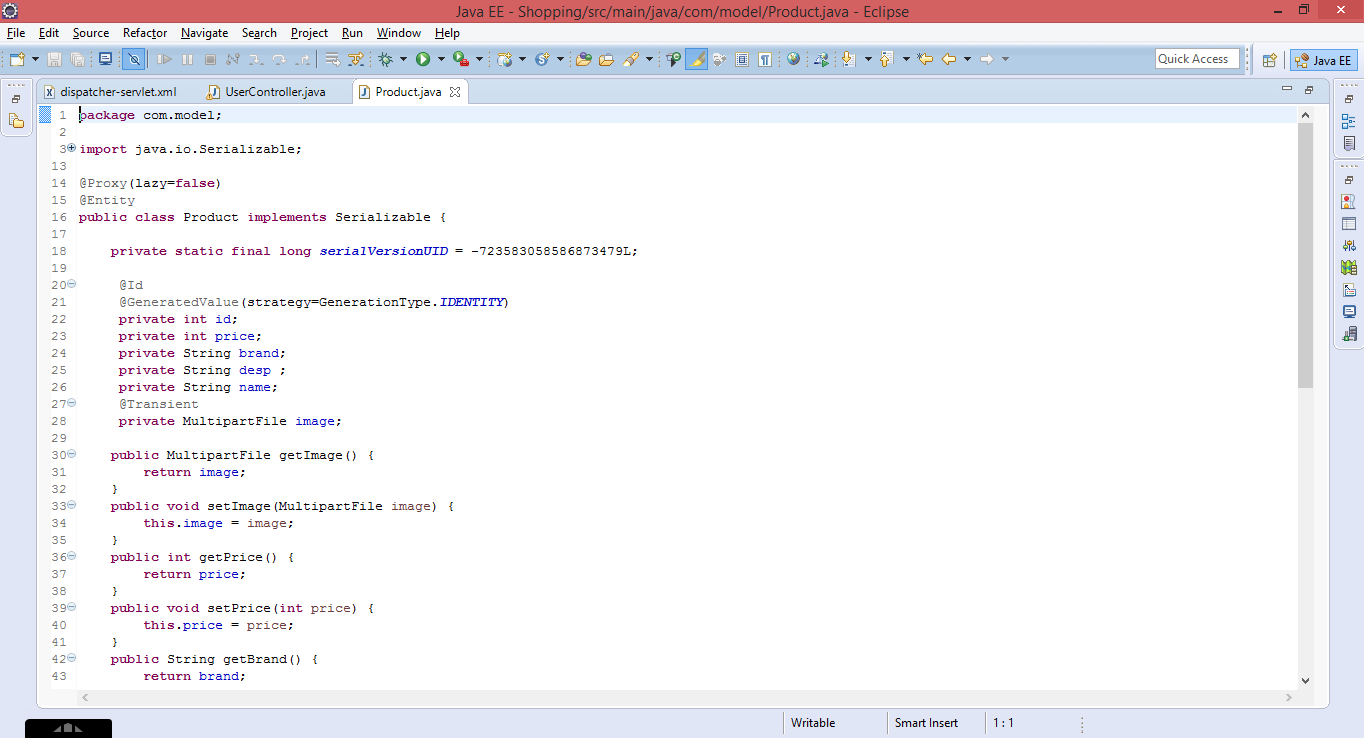 Java EE - Shopping/src/main/java/com/model/Product.java - Eclipse
File Edit Source Refactor Navigate Search Project Run Window Help
Quick Access Java EE
dispatcher-servlet.xml UserController.java Product.java
1 package com.model;
2
3 import java.io.Serializable;
13
14 @Proxy(lazy=false)
15 @Entity
16 public class Product implements Serializable {
17
18 private static final long serialVersionUID = -723583058586873479L;
19
20 @Id
21 @GeneratedValue(strategy=GenerationType.IDENTITY)
22 private int id;
23 private int price;
24 private String brand;
25 private String desp ;
26 private String name;
27 @Transient
28 private MultipartFile image;
29
30 public MultipartFile getImage() {
31 return image;
32 }
33 public void setImage(MultipartFile image) {
34 this.image = image;
35 }
36 public int getPrice() {
37 return price;
38 }
39 public void setPrice(int price) {
40 this.price = price;
41 }
42 public String getBrand() {
43 return brand;
Writable Smart Insert 1 : 1